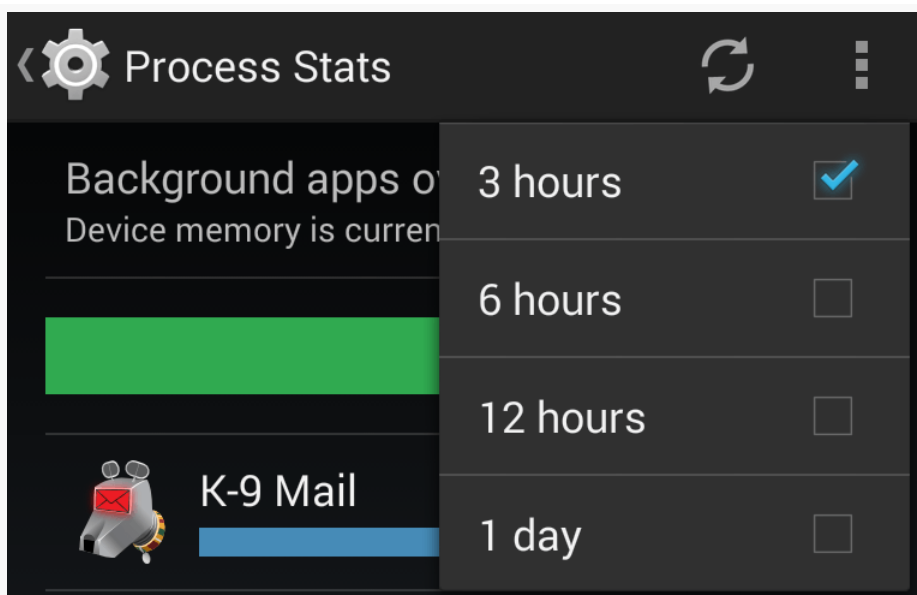 Process Stats
Background apps o
Device memory is curren
3 hours
6 hours
12 hours
1 day
K-9 Mail